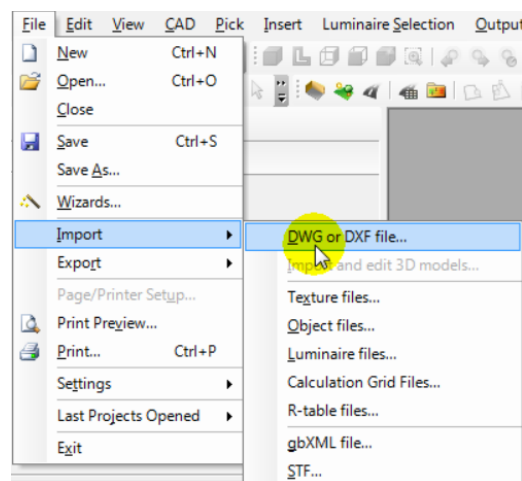 File Edit View CAD Pick Insert Luminaire Selection Output
New Ctrl+N
Open... Ctrl+O
Close
Save Ctrl+S
Save As...
Wizards...
Import
Export
Page/Printer Setup...
Print Preview...
Print... Ctrl+P
Settings
Last Projects Opened
Exit
DWG or DXF file...
Import and edit 3D models...
Texture files...
Object files...
Luminaire files...
Calculation Grid Files...
R-table files...
gbXML file...
STF...